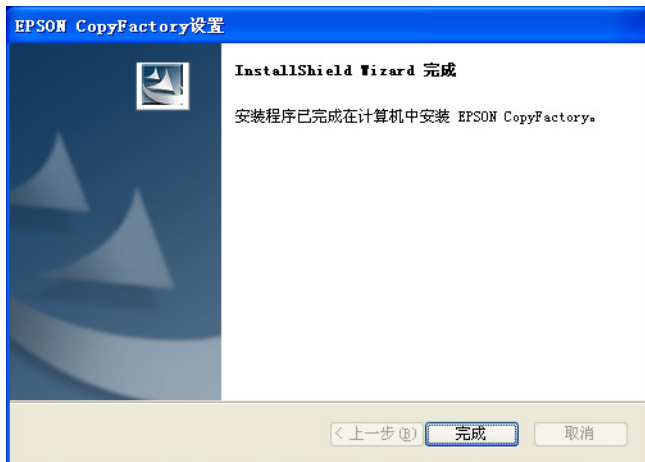 EPSON CopyFactory设置
InstallShield Wizard 完成
安装程序已完成在计算机中安装 EPSON CopyFactory。
< 上一步(B)
完成
取消